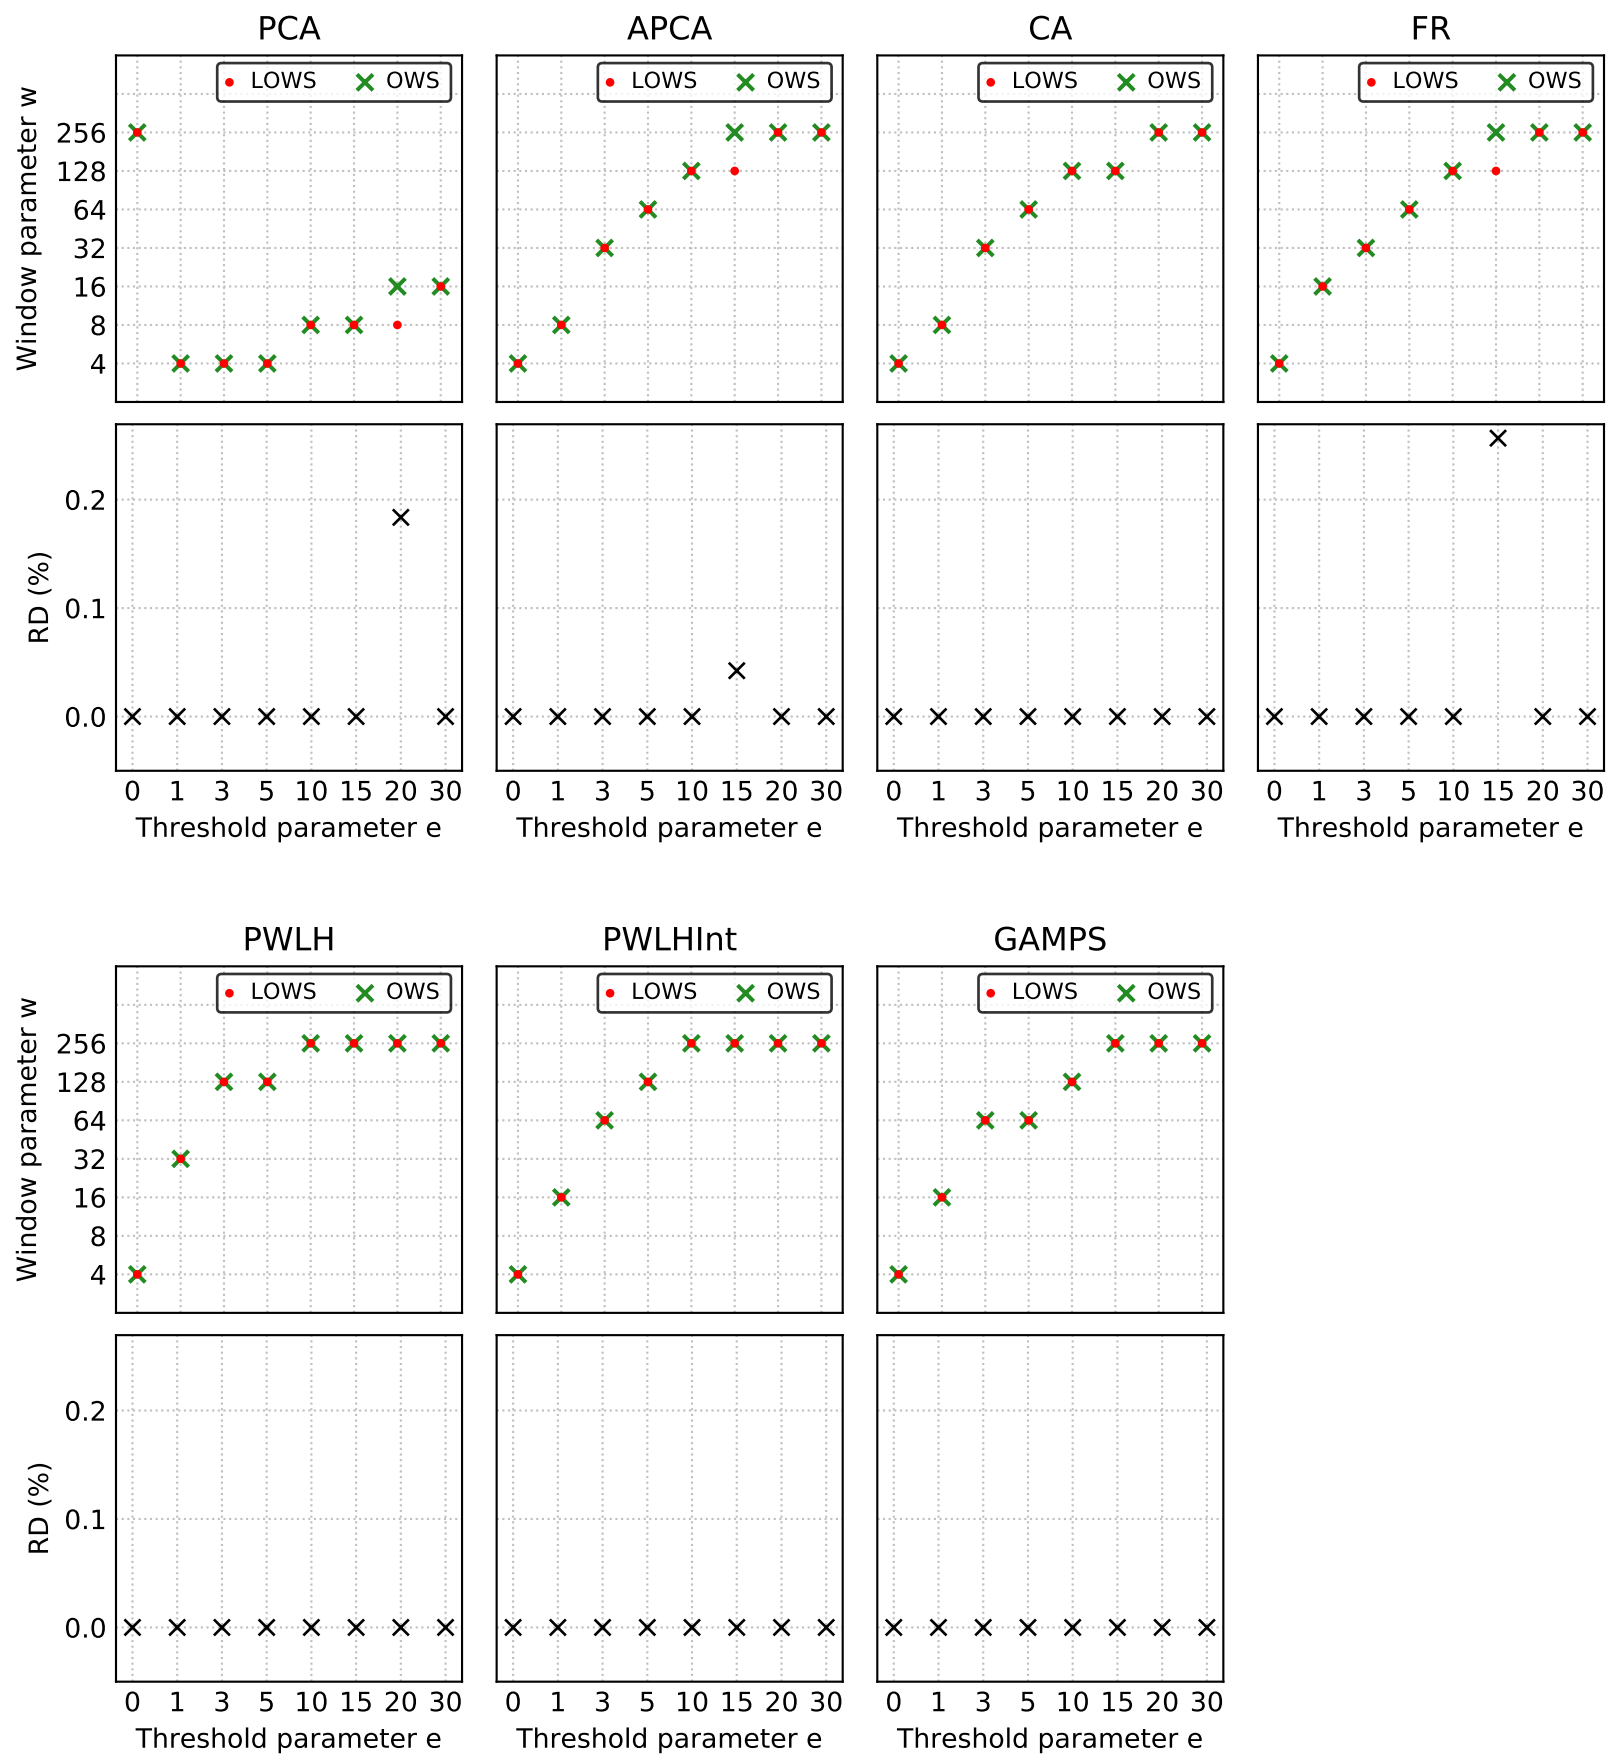 PCA APCA CA FR
LOWS OWS LOWS OWS LOWS OWS LOWS OWS
Window parameter w
256
128
64
32
16
8
4
RD (%)
0.2
0.1
0.0
0 1 3 5 10 15 20 30 0 1 3 5 10 15 20 30 0 1 3 5 10 15 20 30 0 1 3 5 10 15 20 30
Threshold parameter e Threshold parameter e Threshold parameter e Threshold parameter e
PWLH PWLHInt GAMPS
LOWS OWS LOWS OWS LOWS OWS
Window parameter w
256
128
64
32
16
8
4
RD (%)
0.2
0.1
0.0
0 1 3 5 10 15 20 30 0 1 3 5 10 15 20 30 0 1 3 5 10 15 20 30
Threshold parameter e Threshold parameter e Threshold parameter e